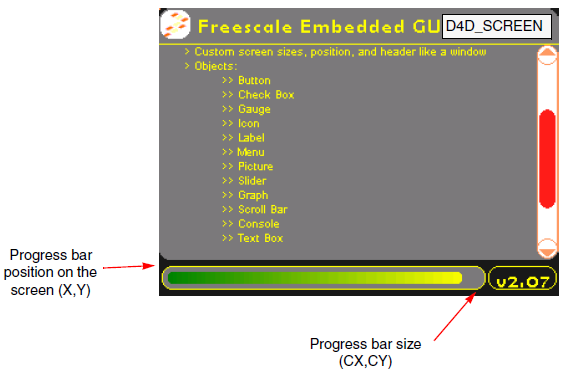 Freescale Embedded GU
D4D_SCREEN
> Custom screen sizes, position, and header like a window
> Objects:
>> Button
>> Check Box
>> Gauge
>> Icon
>> Label
>> Menu
>> Picture
>> Slider
>> Graph
>> Scroll Bar
>> Console
>> Text Box
Progress bar
position on the
screen (X,Y)
v2.07
Progress bar size
(CX,CY)